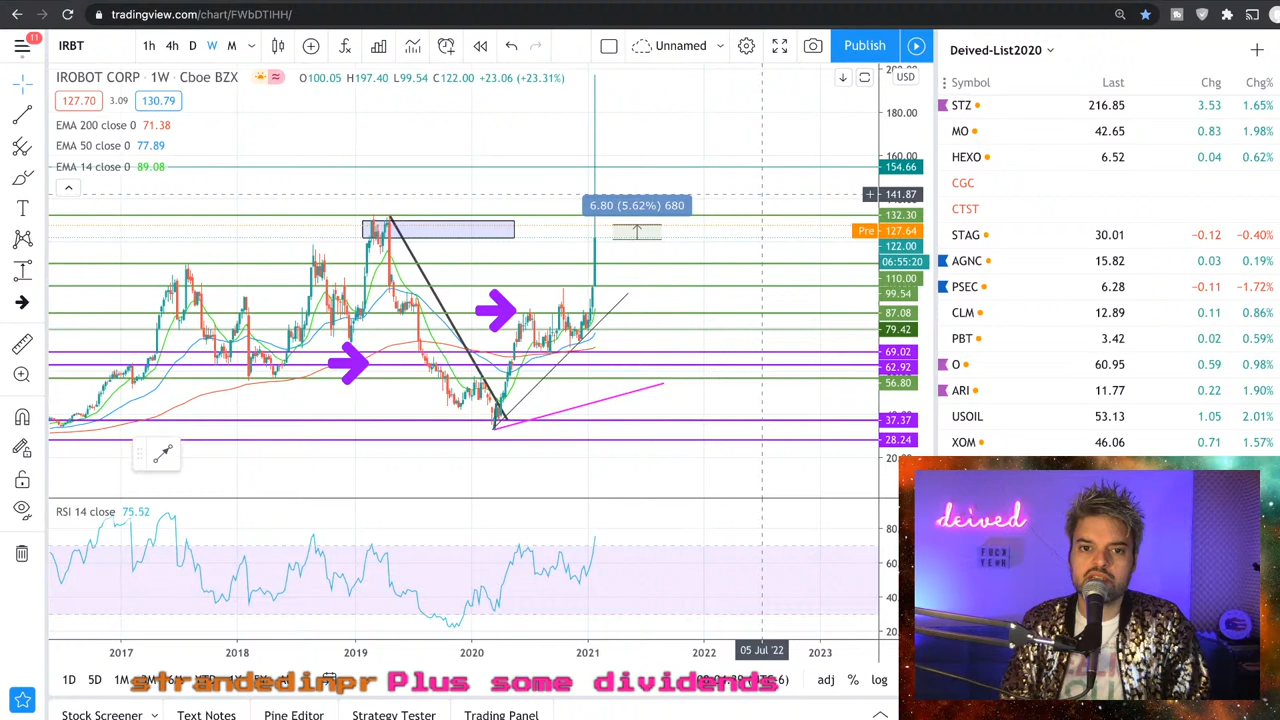 tradingview.com/chart/FWbDTIHH/
11
IRBT 1h 4h D W M Unnamed Publish
IROBOT CORP 1W Cboe BZX O100.05 H197.40 L99.54 C122.00 +23.06 (+23.31%)
127.70 3.09 130.79
EMA 200 close 0 71.38
EMA 50 close 0 77.89
EMA 14 close 0 89.08
USD
200.00
180.00
160.00
154.66
141.87
132.30
Pre 127.64
122.00
06:55:20
110.00
99.54
87.08
79.42
69.02
62.92
56.80
37.37
28.24
6.80 (5.62%) 680
RSI 14 close 75.52
80
60
40
20
2017 2018 2019 2020 2021 2022 05 Jul '22 2023
1D 5D adj % log
strandedimp: Plus some dividends
Stock Screener Text Notes Pine Editor Strategy Tester Trading Panel
Deived-List2020
Symbol Last Chg Chg%
STZ 216.85 3.53 1.65%
MO 42.65 0.83 1.98%
HEXO 6.52 0.04 0.62%
CGC
CTST
STAG 30.01 −0.12 −0.40%
AGNC 15.82 0.03 0.19%
PSEC 6.28 −0.11 −1.72%
CLM 12.89 0.11 0.86%
PBT 3.42 0.02 0.59%
O 60.95 0.59 0.98%
ARI 11.77 0.22 1.90%
USOIL 53.13 1.05 2.01%
XOM 46.06 0.71 1.57%
deived
FUCK
YEAH